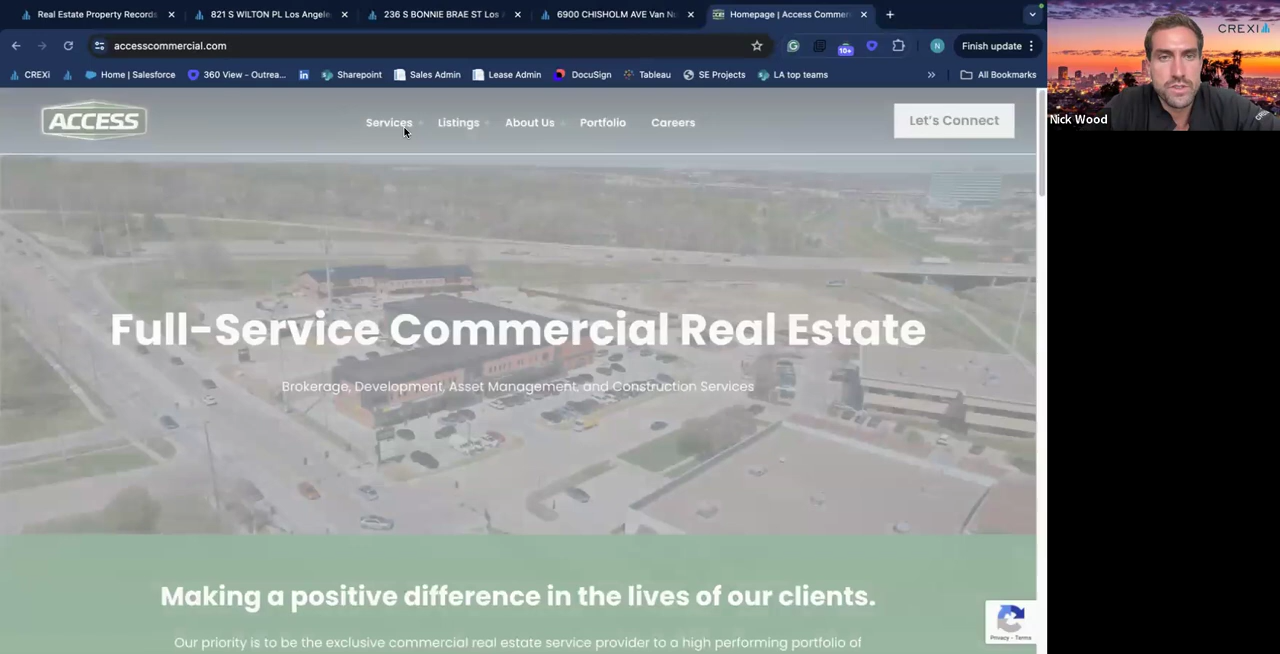 Real Estate Property Records
821 S WILTON PL Los Angele
236 S BONNIE BRAE ST Los
6900 CHISHOLM AVE Van N
Homepage | Access Commer
accesscommercial.com
10+
N
Finish update
CREXi
Home | Salesforce
360 View - Outrea...
Sharepoint
Sales Admin
Lease Admin
DocuSign
Tableau
SE Projects
LA top teams
All Bookmarks
ACCESS
Services
Listings
About Us
Portfolio
Careers
Let's Connect
Full-Service Commercial Real Estate
Brokerage, Development, Asset Management, and Construction Services
Making a positive difference in the lives of our clients.
Our priority is to be the exclusive commercial real estate service provider to a high performing portfolio of
Privacy - Terms
CREXi
Nick Wood